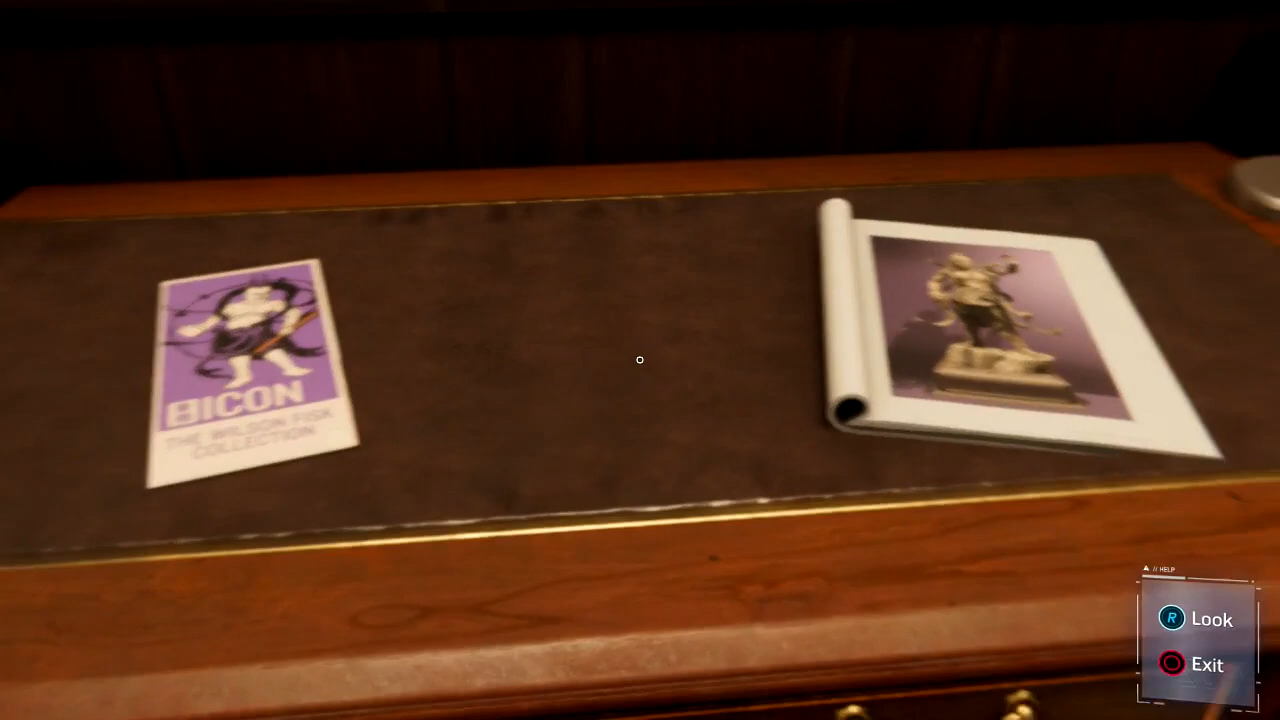 BICON
THE WILSON FISK
COLLECTION
// HELP
R Look
Exit